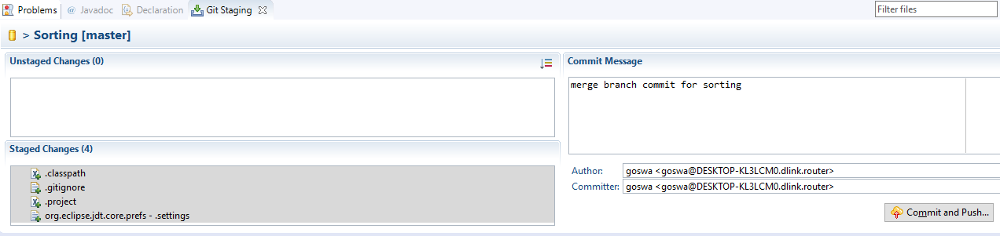 Problems @ Javadoc Declaration Git Staging Filter files
> Sorting [master]
Unstaged Changes (0)
Commit Message
merge branch commit for sorting
Staged Changes (4)
.classpath
.gitignore
.project
org.eclipse.jdt.core.prefs - .settings
Author: goswa <goswa@DESKTOP-KL3LCM0.dlink.router>
Committer: goswa <goswa@DESKTOP-KL3LCM0.dlink.router>
Commit and Push...